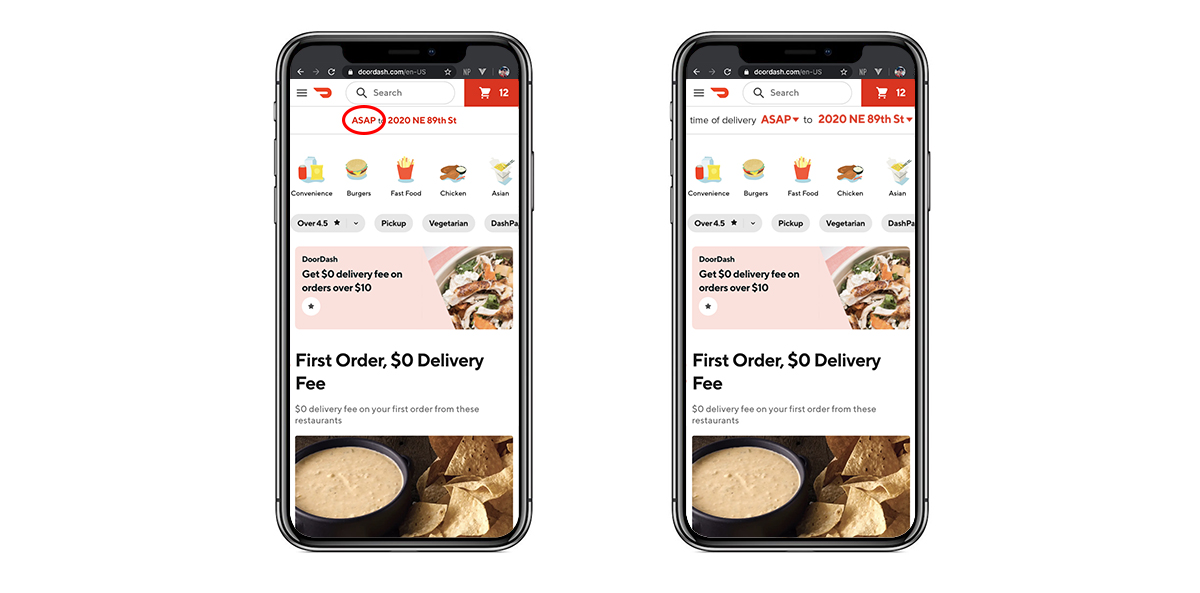 doordash.com/en-US
NP
Search
12
ASAP to 2020 NE 89th St
Convenience Burgers Fast Food Chicken Asian
Over 4.5 Pickup Vegetarian DashPa
DoorDash
Get $0 delivery fee on
orders over $10
First Order, $0 Delivery
Fee
$0 delivery fee on your first order from these
restaurants
doordash.com/en-US
NP
Search
12
time of delivery ASAP to 2020 NE 89th St
Convenience Burgers Fast Food Chicken Asian
Over 4.5 Pickup Vegetarian DashPa
DoorDash
Get $0 delivery fee on
orders over $10
First Order, $0 Delivery
Fee
$0 delivery fee on your first order from these
restaurants